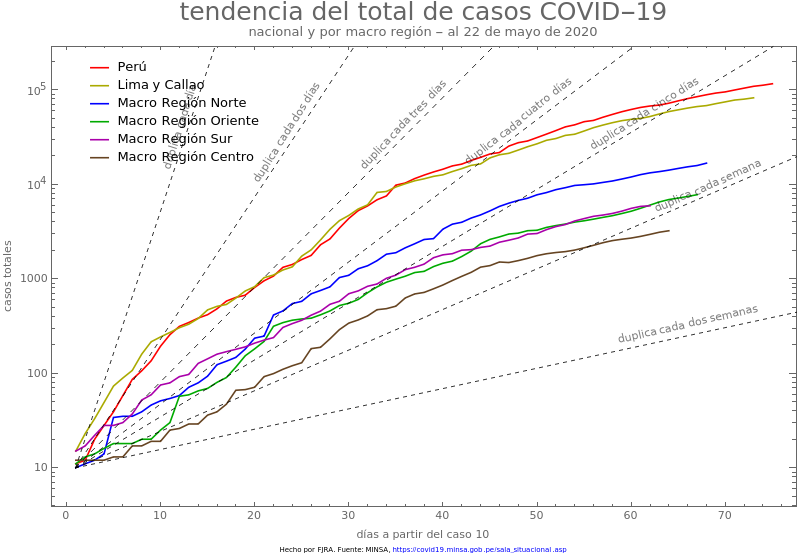 tendencia del total de casos COVID−19
nacional y por macro región − al 22 de mayo de 2020
Perú
Lima y Callao
Macro Región Norte
Macro Región Oriente
Macro Región Sur
Macro Región Centro
duplica cada día
duplica cada dos días
duplica cada tres días
duplica cada cuatro días
duplica cada cinco días
duplica cada semana
duplica cada dos semanas
casos totales
10⁵
10⁴
1000
100
10
0 10 20 30 40 50 60 70
días a partir del caso 10
Hecho por FJRA. Fuente: MINSA, https://covid19.minsa.gob.pe/sala_situacional.asp